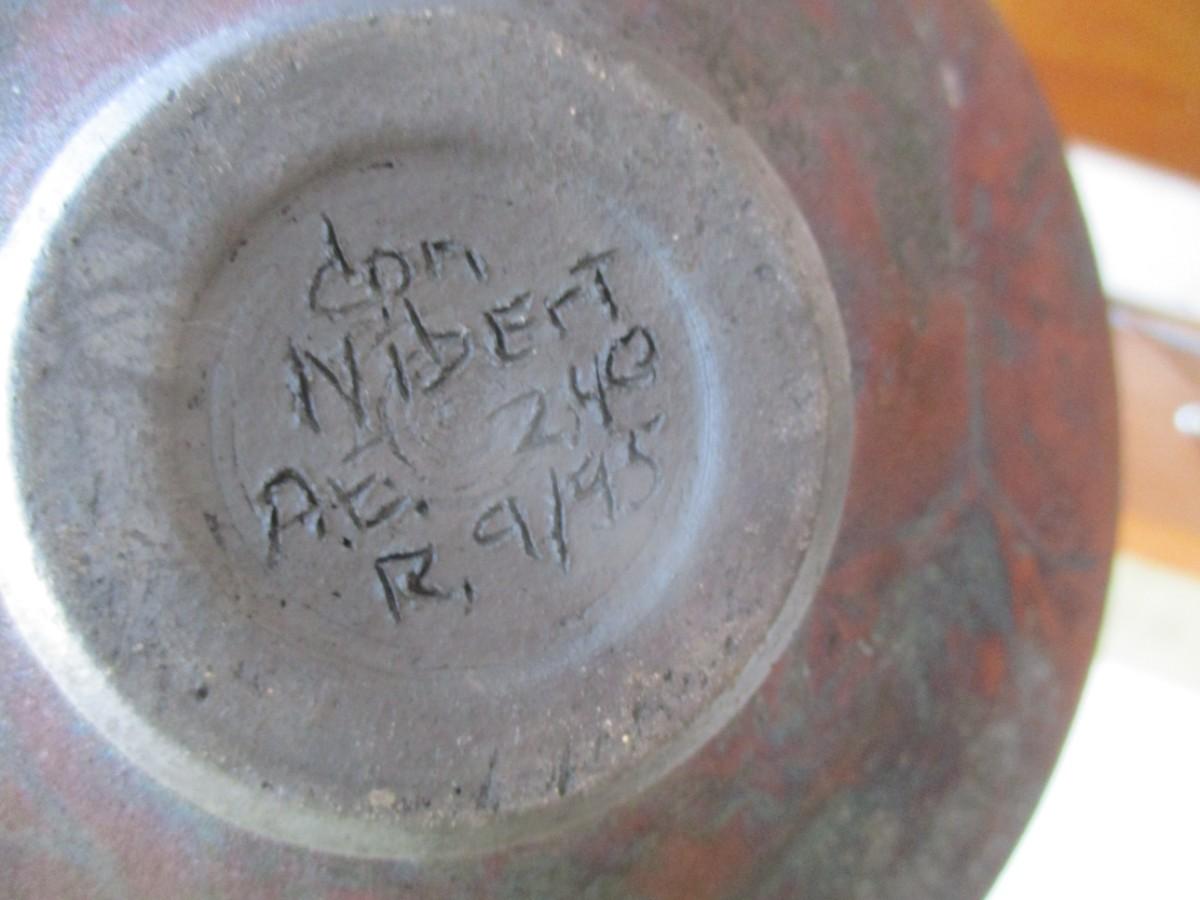 Don
NIbErT
240
P.E.
R. 9/95